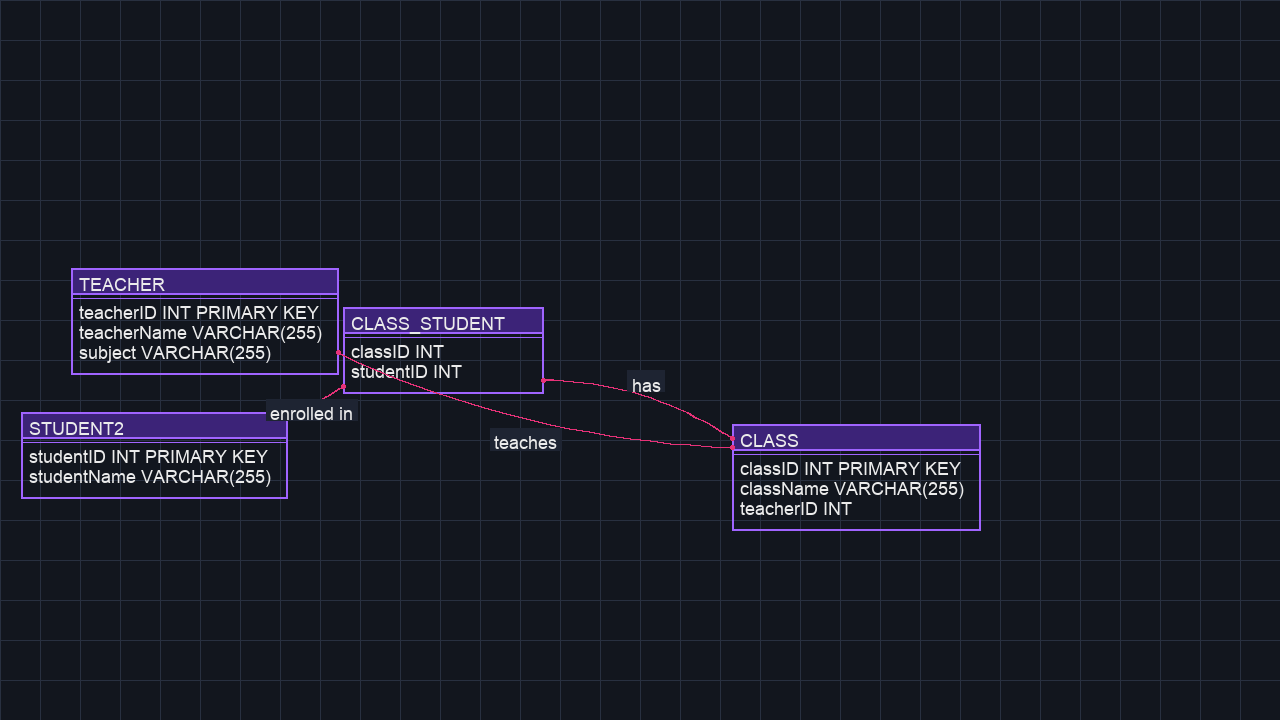 TEACHER
teacherID INT PRIMARY KEY
teacherName VARCHAR(255)
subject VARCHAR(255)
CLASS_STUDENT
classID INT
studentID INT
has
enrolled in
STUDENT2
studentID INT PRIMARY KEY
studentName VARCHAR(255)
teaches
CLASS
classID INT PRIMARY KEY
className VARCHAR(255)
teacherID INT